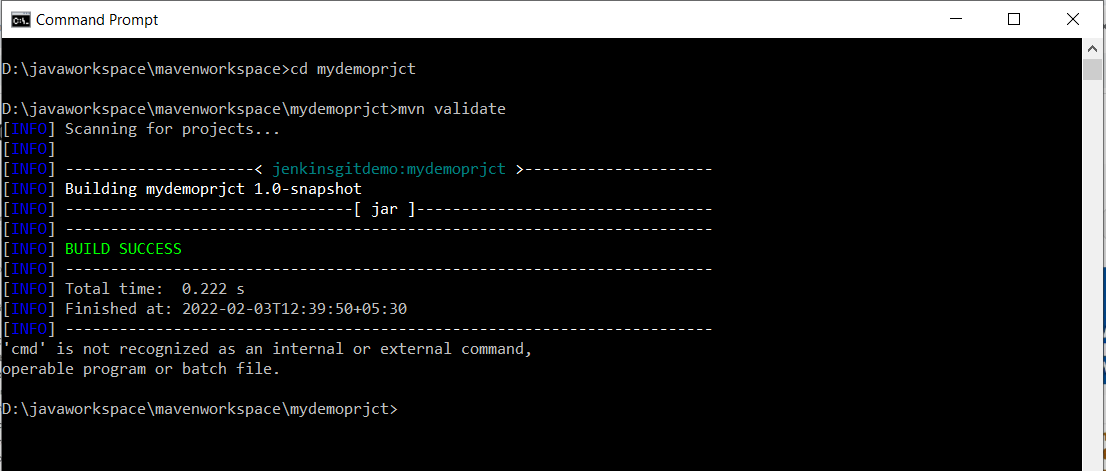 Command Prompt
D:\javaworkspace\mavenworkspace>cd mydemoprjct
D:\javaworkspace\mavenworkspace\mydemoprjct>mvn validate
[INFO] Scanning for projects...
[INFO]
[INFO] ---------------------< jenkinsgitdemo:mydemoprjct >---------------------
[INFO] Building mydemoprjct 1.0-snapshot
[INFO] --------------------------------[ jar ]---------------------------------
[INFO] ------------------------------------------------------------------------
[INFO] BUILD SUCCESS
[INFO] ------------------------------------------------------------------------
[INFO] Total time:  0.222 s
[INFO] Finished at: 2022-02-03T12:39:50+05:30
[INFO] ------------------------------------------------------------------------
'cmd' is not recognized as an internal or external command,
operable program or batch file.
D:\javaworkspace\mavenworkspace\mydemoprjct>